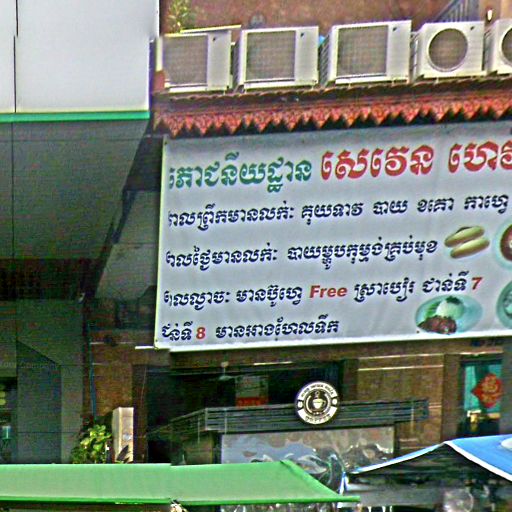 ភោជនីយដ្ឋាន សេវេន ហេវ
ពេលព្រឹកមានលក់: គុយទាវ បាយ ខគោ កាហ្វេ
ពេលថ្ងៃមានលក់: បាយម្ហូបកុម្មង់គ្រប់មុខ
ពេលល្ងាច: មានប៊ូហ្វេ Free ស្រាបៀរ ជាន់ទី 7
ជាន់ទី 8 មានអាងហែលទឹក